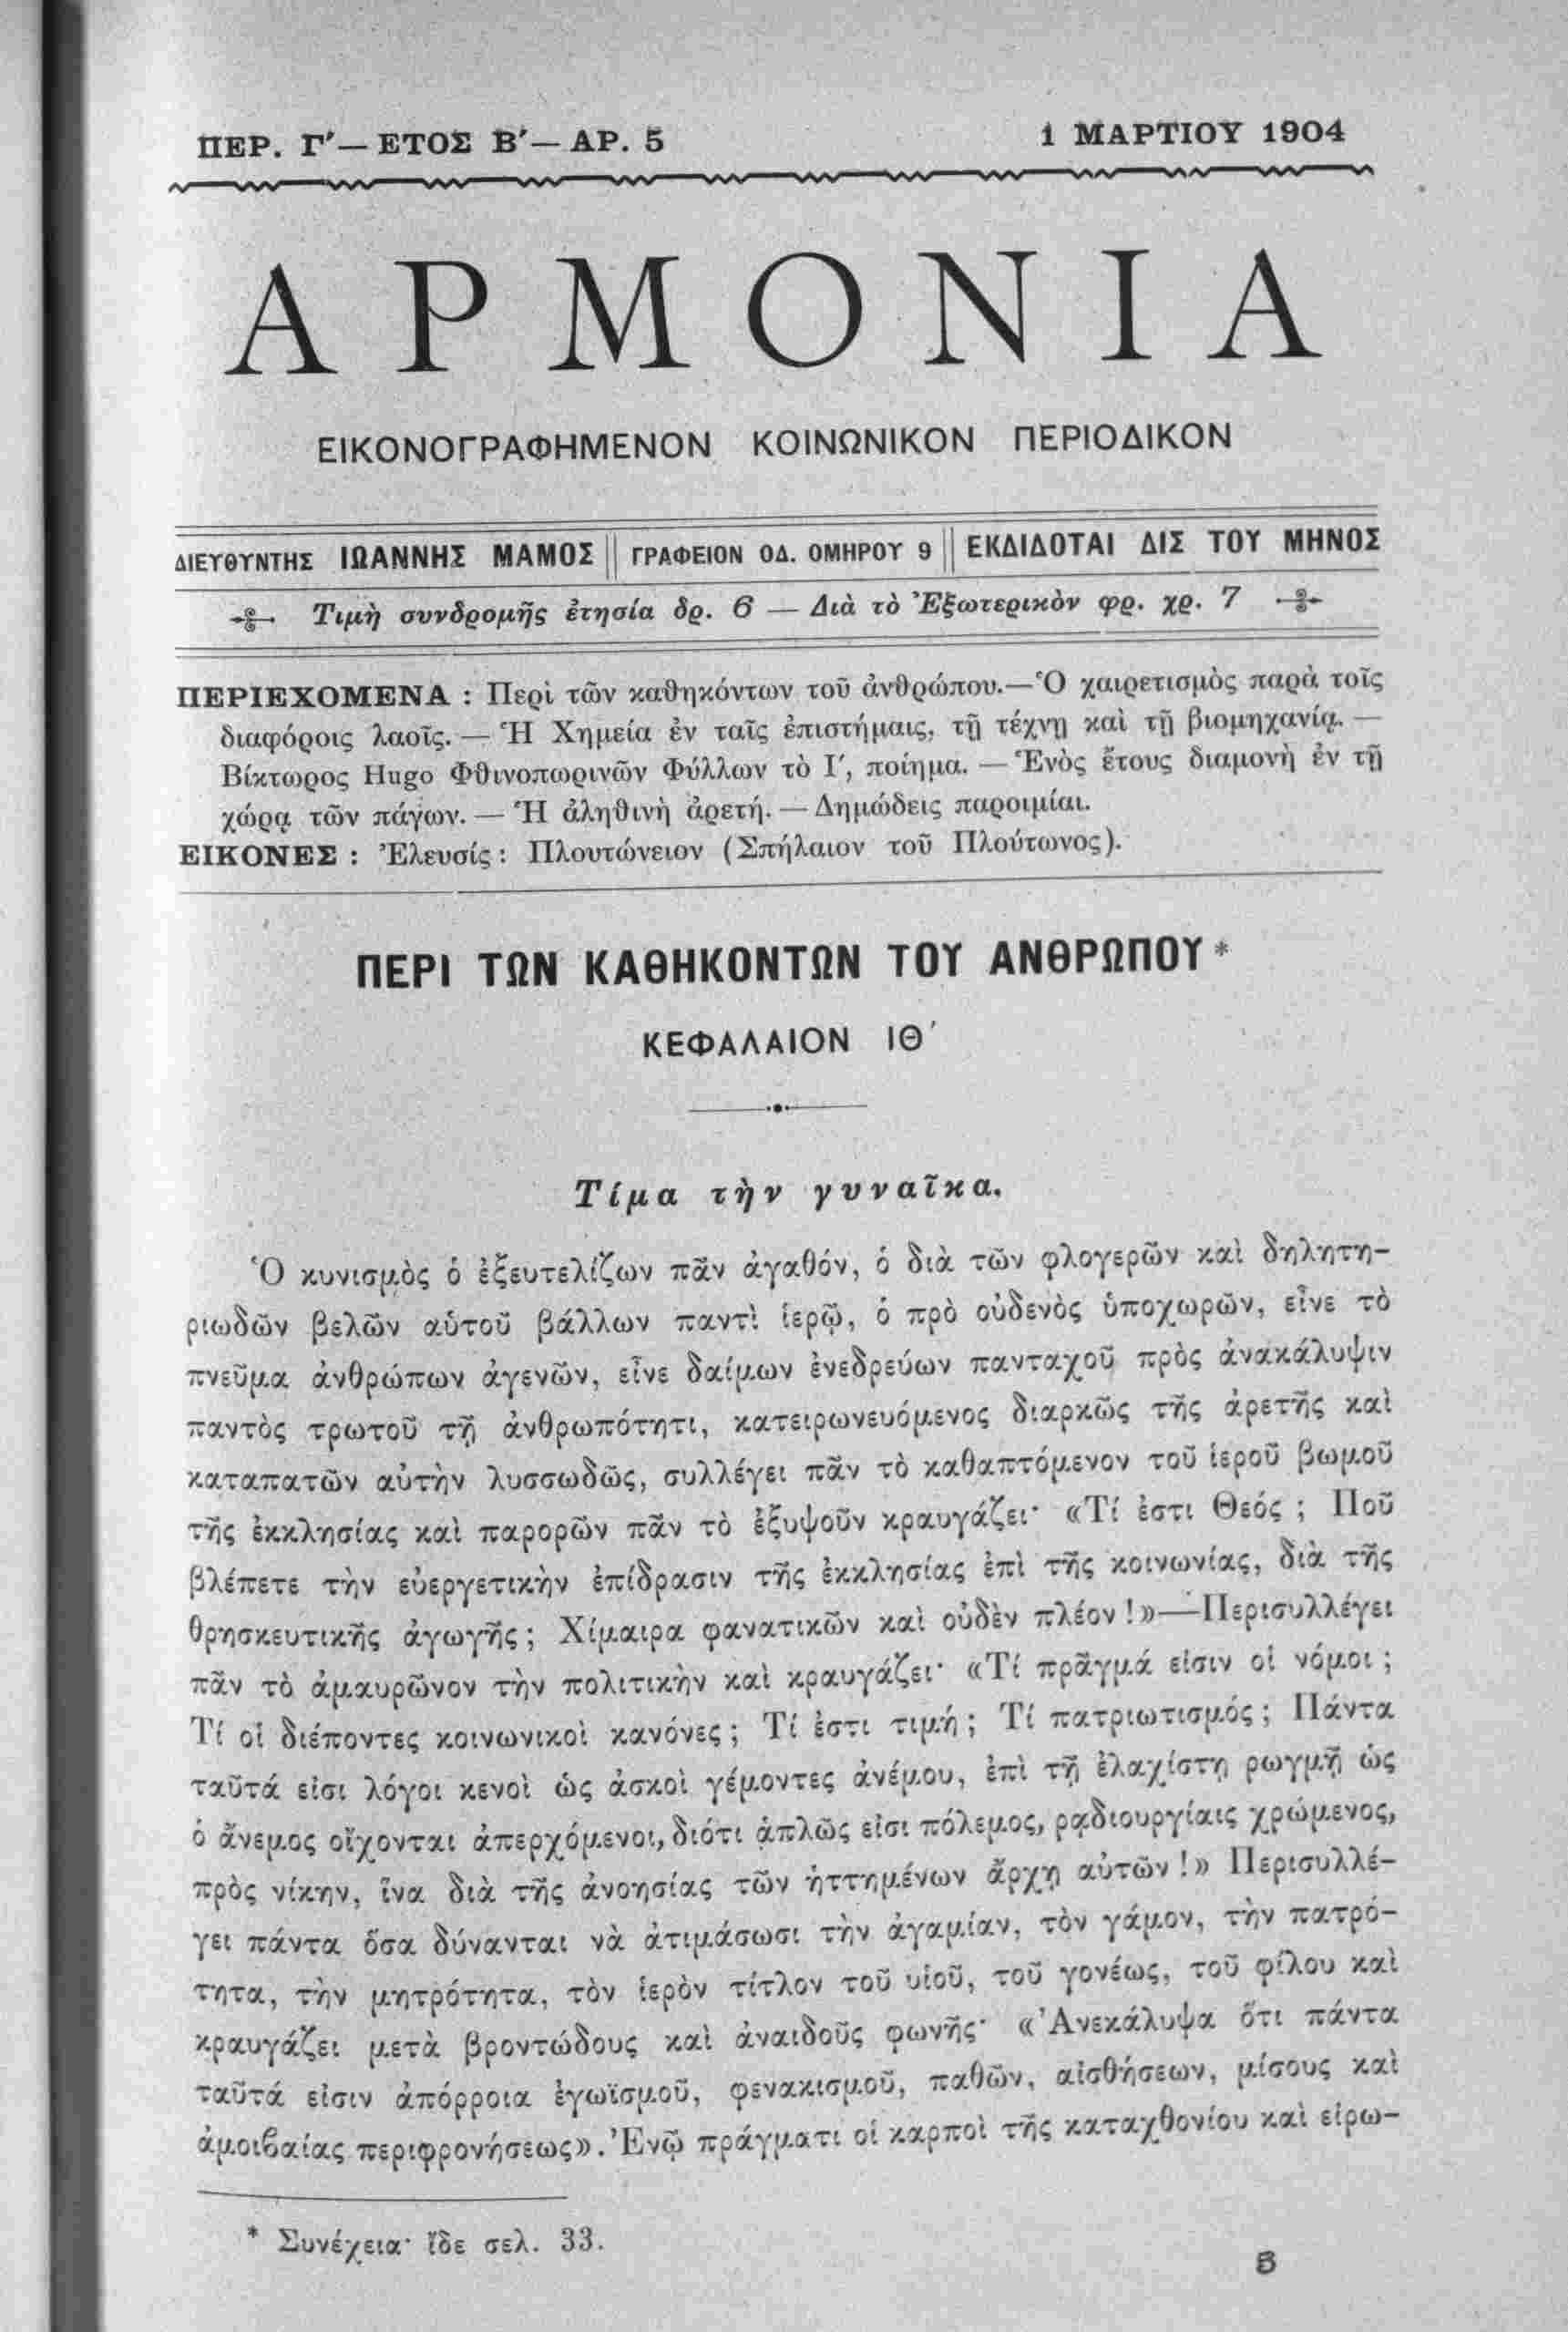 ΠΕΡ. Γ′ — ΕΤΟΣ Β′ — ΑΡ. 5
1 ΜΑΡΤΙΟΥ 1904
ΑΡΜΟΝΙΑ
ΕΙΚΟΝΟΓΡΑΦΗΜΕΝΟΝ ΚΟΙΝΩΝΙΚΟΝ ΠΕΡΙΟΔΙΚΟΝ
ΔΙΕΥΘΥΝΤΗΣ ΙΩΑΝΝΗΣ ΜΑΜΟΣ || ΓΡΑΦΕΙΟΝ ΟΔ. ΟΜΗΡΟΥ 9 || ΕΚΔΙΔΟΤΑΙ ΔΙΣ ΤΟΥ ΜΗΝΟΣ
Τιμὴ συνδρομῆς ἐτησία δρ. 6 — Διὰ τὸ Ἐξωτερικὸν φρ. χρ. 7
ΠΕΡΙΕΧΟΜΕΝΑ : Περὶ τῶν καθηκόντων τοῦ ἀνθρώπου.—Ὁ χαιρετισμὸς παρὰ τοῖς
διαφόροις λαοῖς. — Ἡ Χημεία ἐν ταῖς ἐπιστήμαις, τῇ τέχνῃ καὶ τῇ βιομηχανίᾳ. —
Βίκτωρος Hugo Φθινοπωρινῶν Φύλλων τὸ Γ′, ποίημα. — Ἑνὸς ἔτους διαμονὴ ἐν τῇ
χώρᾳ τῶν πάγων. — Ἡ ἀληθινὴ ἀρετή. — Δημώδεις παροιμίαι.
ΕΙΚΟΝΕΣ : Ἐλευσίς : Πλουτώνειον (Σπήλαιον τοῦ Πλούτωνος).
ΠΕΡΙ ΤΩΝ ΚΑΘΗΚΟΝΤΩΝ ΤΟΥ ΑΝΘΡΩΠΟΥ *
ΚΕΦΑΛΑΙΟΝ ΙΘ′
Τίμα τὴν γυναῖκα.
Ὁ κυνισμὸς ὁ ἐξευτελίζων πᾶν ἀγαθόν, ὁ διὰ τῶν φλογερῶν καὶ δηλητη-
ριωδῶν βελῶν αὑτοῦ βάλλων παντὶ ἱερῷ, ὁ πρὸ οὐδενὸς ὑποχωρῶν, εἶνε τὸ
πνεῦμα ἀνθρώπων ἀγενῶν, εἶνε δαίμων ἐνεδρεύων πανταχοῦ πρὸς ἀνακάλυψιν
παντὸς τρωτοῦ τῇ ἀνθρωπότητι, κατειρωνευόμενος διαρκῶς τῆς ἀρετῆς καὶ
καταπατῶν αὐτὴν λυσσωδῶς, συλλέγει πᾶν τὸ καθαπτόμενον τοῦ ἱεροῦ βωμοῦ
τῆς ἐκκλησίας καὶ παρορῶν πᾶν τὸ ἐξυψοῦν κραυγάζει· «Τί ἐστι Θεός ; Ποῦ
βλέπετε τὴν εὐεργετικὴν ἐπίδρασιν τῆς ἐκκλησίας ἐπὶ τῆς κοινωνίας, διὰ τῆς
θρησκευτικῆς ἀγωγῆς ; Χίμαιρα φανατικῶν καὶ οὐδὲν πλέον !»—Περισυλλέγει
πᾶν τὸ ἀμαυρῶνον τὴν πολιτικὴν καὶ κραυγάζει· «Τί πρᾶγμά εἰσιν οἱ νόμοι ;
Τί οἱ διέποντες κοινωνικοὶ κανόνες ; Τί ἐστι τιμή ; Τί πατριωτισμός ; Πάντα
ταῦτά εἰσι λόγοι κενοὶ ὡς ἀσκοὶ γέμοντες ἀνέμου, ἐπὶ τῇ ἐλαχίστῃ ρωγμῇ ὡς
ὁ ἄνεμος οἴχονται ἀπερχόμενοι, διότι ἁπλῶς εἰσι πόλεμος, ρᾳδιουργίαις χρώμενος,
πρὸς νίκην, ἵνα διὰ τῆς ἀνοησίας τῶν ἡττημένων ἄρχῃ αὐτῶν !» Περισυλλέ-
γει πάντα ὅσα δύνανται νὰ ἀτιμάσωσι τὴν ἀγαμίαν, τὸν γάμον, τὴν πατρό-
τητα, τὴν μητρότητα, τὸν ἱερὸν τίτλον τοῦ υἱοῦ, τοῦ γονέως, τοῦ φίλου καὶ
κραυγάζει μετὰ βροντώδους καὶ ἀναιδοῦς φωνῆς· «Ἀνεκάλυψα ὅτι πάντα
ταῦτά εἰσιν ἀπόρροια ἐγωϊσμοῦ, φενακισμοῦ, παθῶν, αἰσθήσεων, μίσους καὶ
ἀμοιβαίας περιφρονήσεως». Ἐνῷ πράγματι οἱ καρποὶ τῆς καταχθονίου καὶ εἰρω-
* Συνέχεια· ἴδε σελ. 33.
5